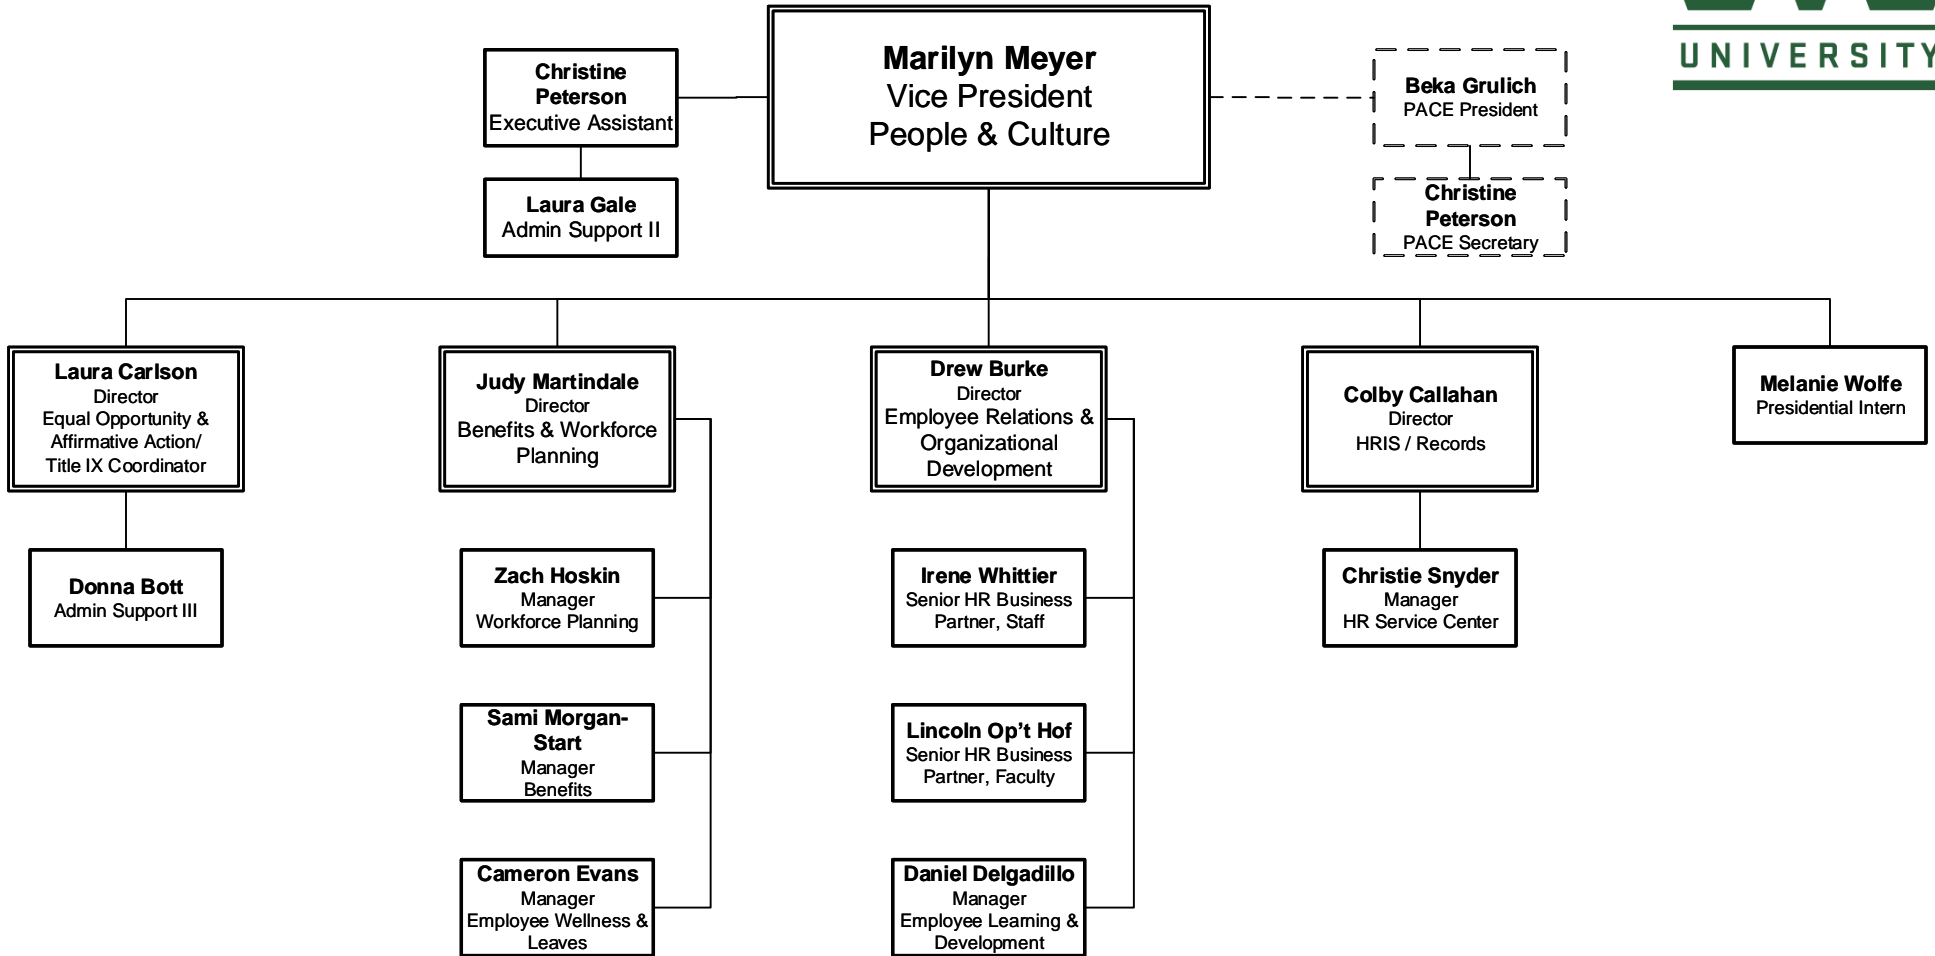 UNIVERSITY
Marilyn Meyer
Vice President
People & Culture
Christine
Peterson
Executive Assistant
Laura Gale
Admin Support II
Beka Grulich
PACE President
Christine
Peterson
PACE Secretary
Laura Carlson
Director
Equal Opportunity &
Affirmative Action/
Title IX Coordinator
Donna Bott
Admin Support III
Judy Martindale
Director
Benefits & Workforce
Planning
Zach Hoskin
Manager
Workforce Planning
Sami Morgan-
Start
Manager
Benefits
Cameron Evans
Manager
Employee Wellness &
Leaves
Drew Burke
Director
Employee Relations &
Organizational
Development
Irene Whittier
Senior HR Business
Partner, Staff
Lincoln Op’t Hof
Senior HR Business
Partner, Faculty
Daniel Delgadillo
Manager
Employee Learning &
Development
Colby Callahan
Director
HRIS / Records
Christie Snyder
Manager
HR Service Center
Melanie Wolfe
Presidential Intern